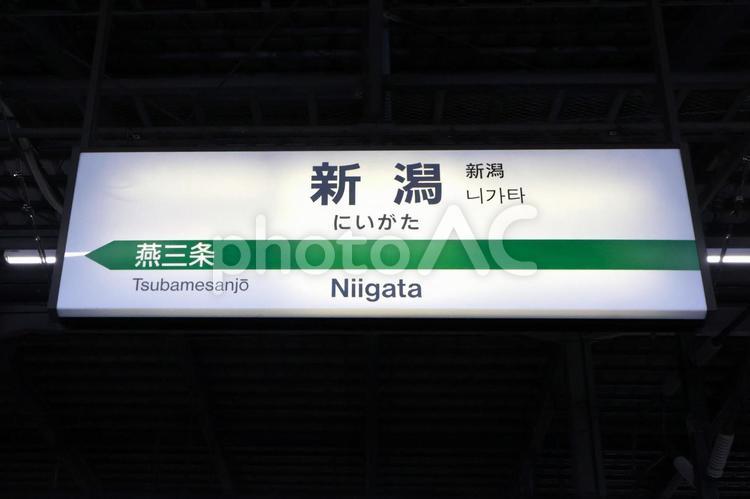 新潟
新潟
니가타
にいがた
燕三条
Tsubamesanjō
Niigata
photoAC